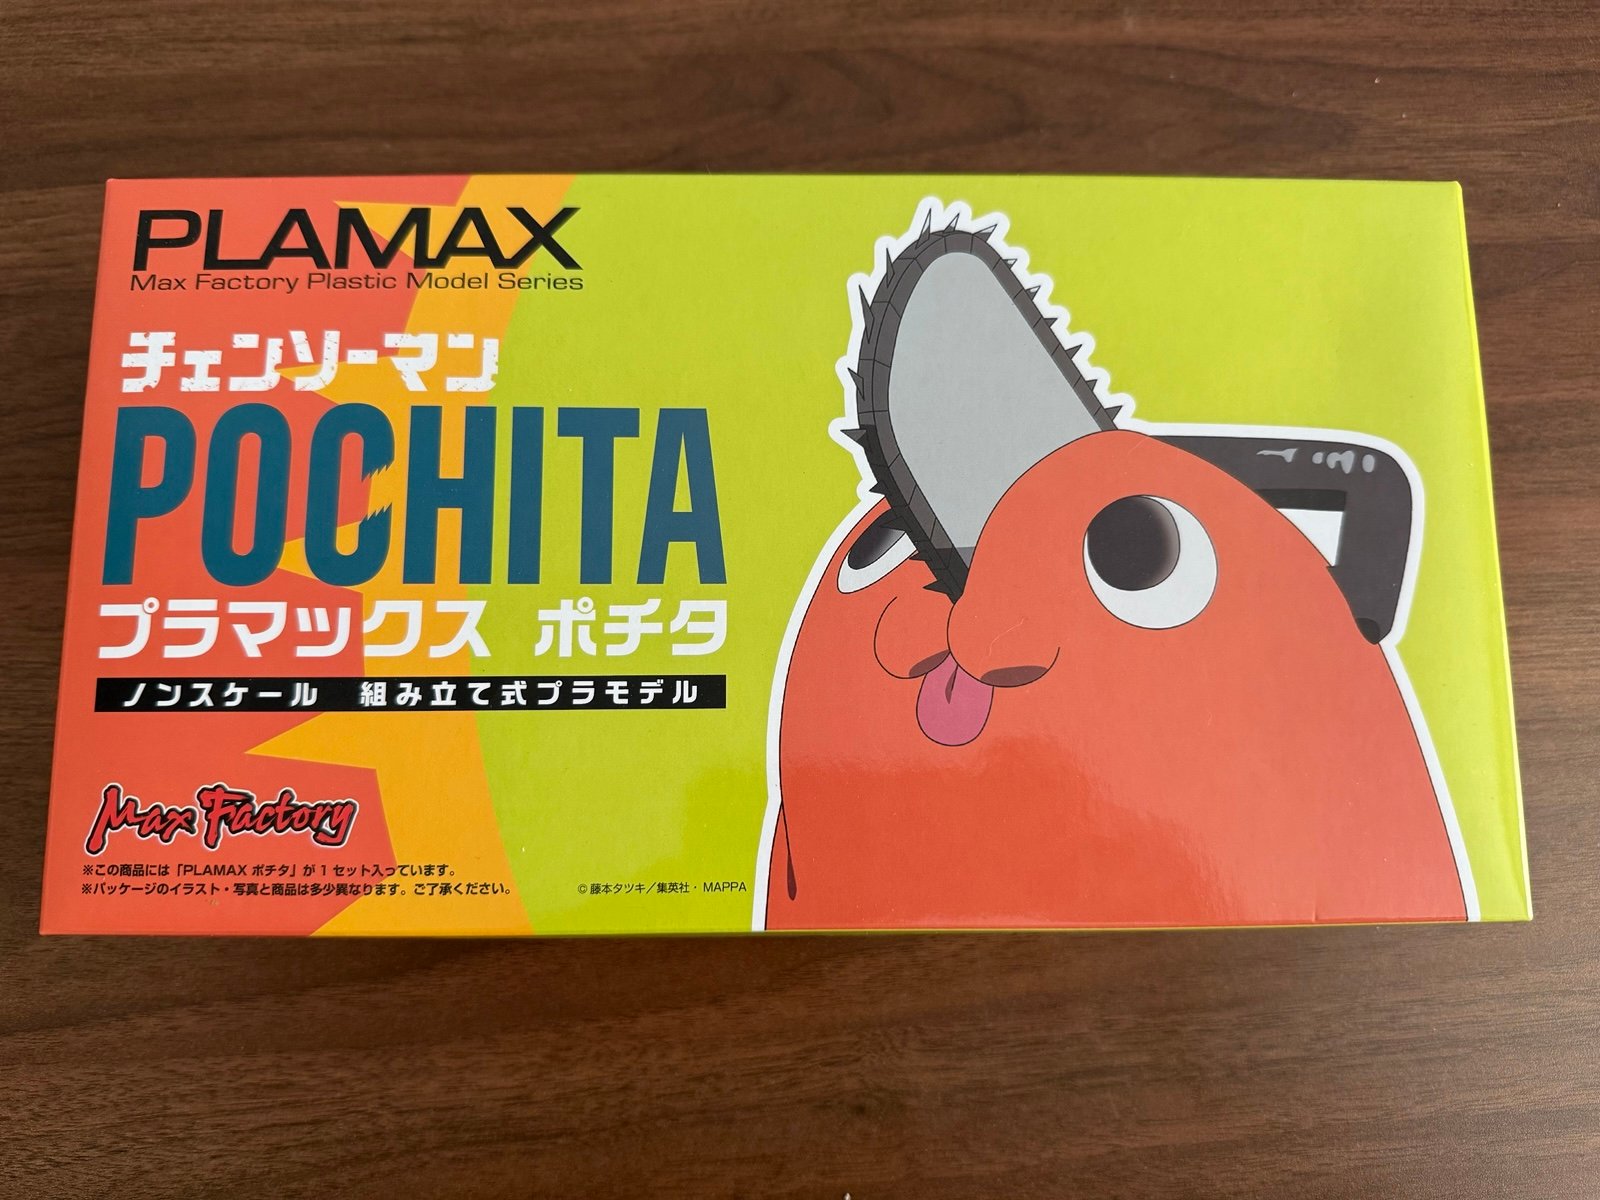 PLAMAX
Max Factory Plastic Model Series
チェンソーマン
POCHITA
プラマックス ポチタ
ノンスケール 組み立て式プラモデル
Max Factory
※この商品には「PLAMAX ポチタ」が1セット入っています。
※パッケージのイラスト・写真と商品は多少異なります。ご了承ください。
© 藤本タツキ/集英社・MAPPA